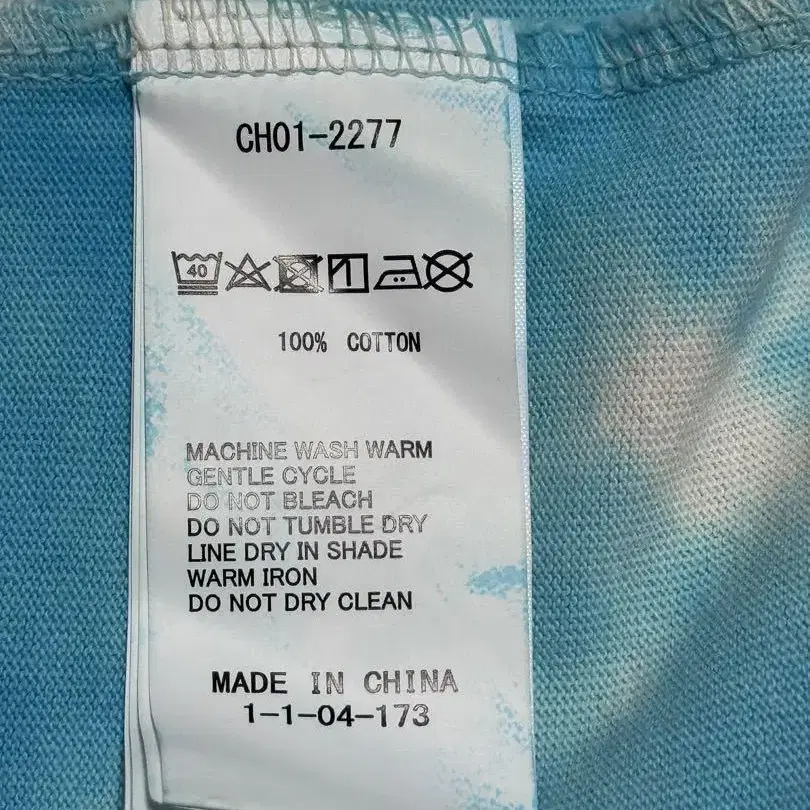 CH01-2277
40
100% COTTON
MACHINE WASH WARM
GENTLE CYCLE
DO NOT BLEACH
DO NOT TUMBLE DRY
LINE DRY IN SHADE
WARM IRON
DO NOT DRY CLEAN
MADE IN CHINA
1-1-04-173